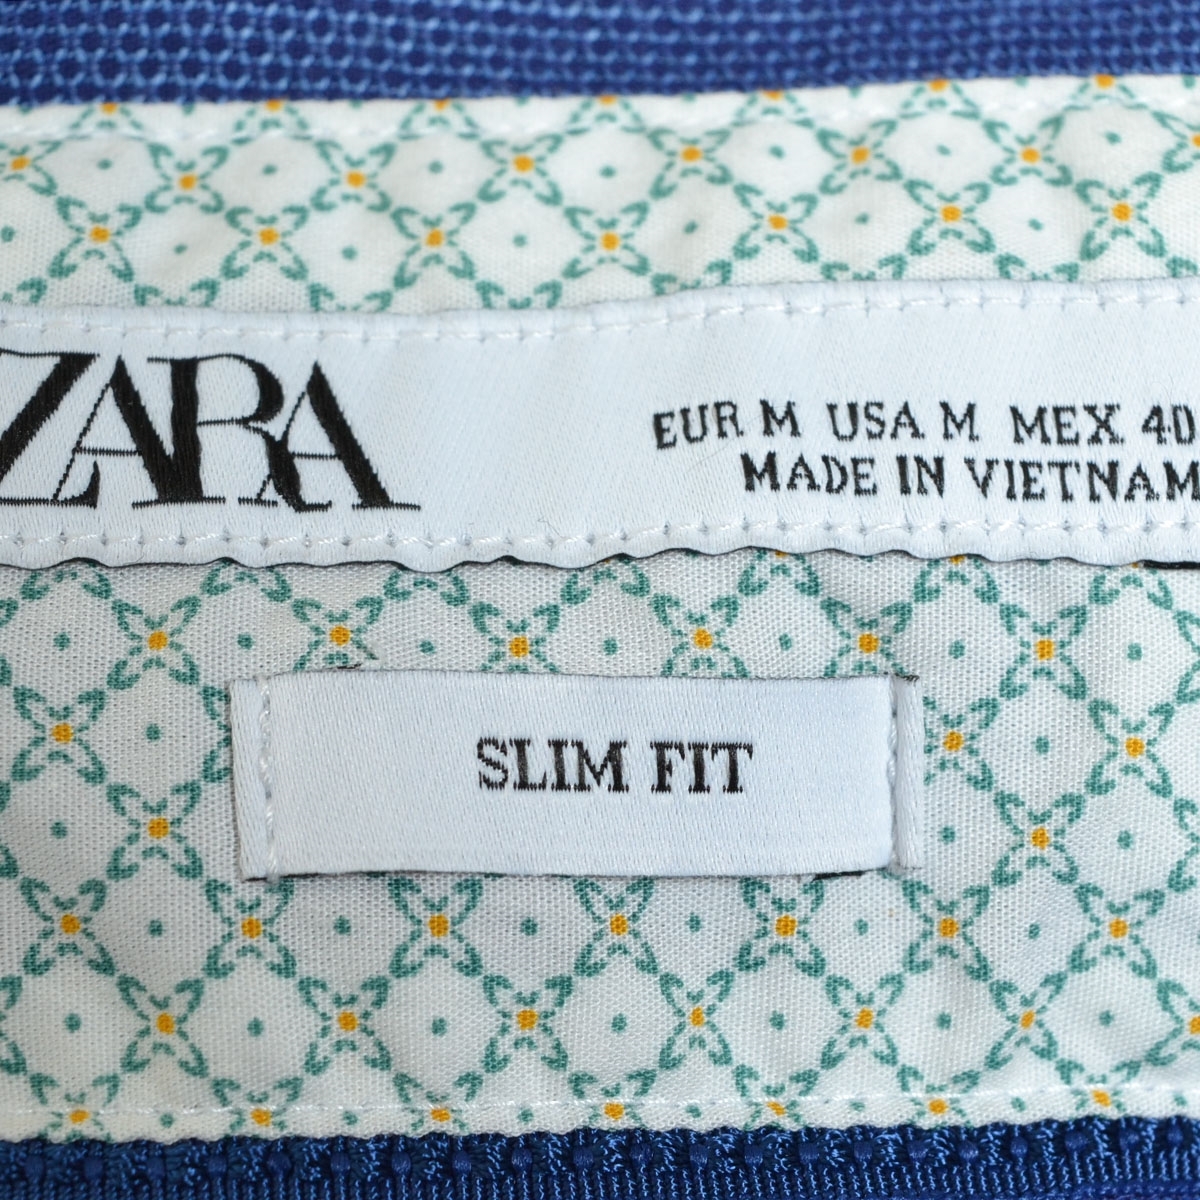 ZARA
EUR M USA M MEX 40
MADE IN VIETNAM
SLIM FIT